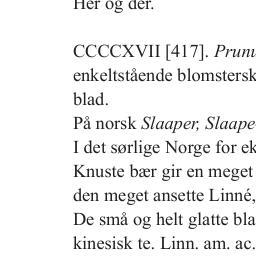 Her og der.
CCCCXVII [417]. Prunu
enkeltstående blomstersk
blad.
På norsk Slaaper, Slaape
I det sørlige Norge for ek
Knuste bær gir en meget
den meget ansette Linné,
De små og helt glatte bla
kinesisk te. Linn. am. ac.